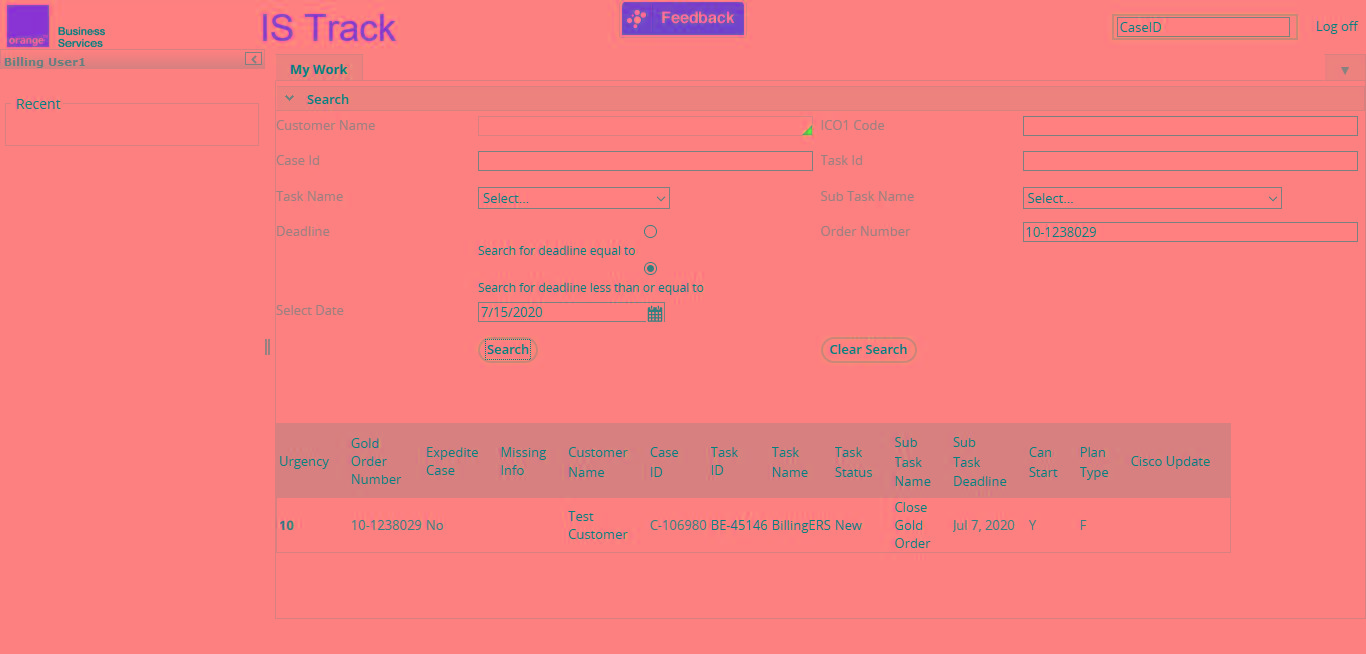 orange
Business
Services
IS Track
Feedback
CaseID
Log off
Billing User1
My Work
Recent
Search
Customer Name
ICO1 Code
Case Id
Task Id
Task Name
Select...
Sub Task Name
Select...
Deadline
Order Number
10-1238029
Search for deadline equal to
Search for deadline less than or equal to
Select Date
7/15/2020
Search
Clear Search
Urgency
Gold
Order
Number
Expedite
Case
Missing
Info
Customer
Name
Case
ID
Task
ID
Task
Name
Task
Status
Sub
Task
Name
Sub
Task
Deadline
Can
Start
Plan
Type
Cisco Update
10
10-1238029
No
Test
Customer
C-106980
BE-45146
BillingERS
New
Close
Gold
Order
Jul 7, 2020
Y
F